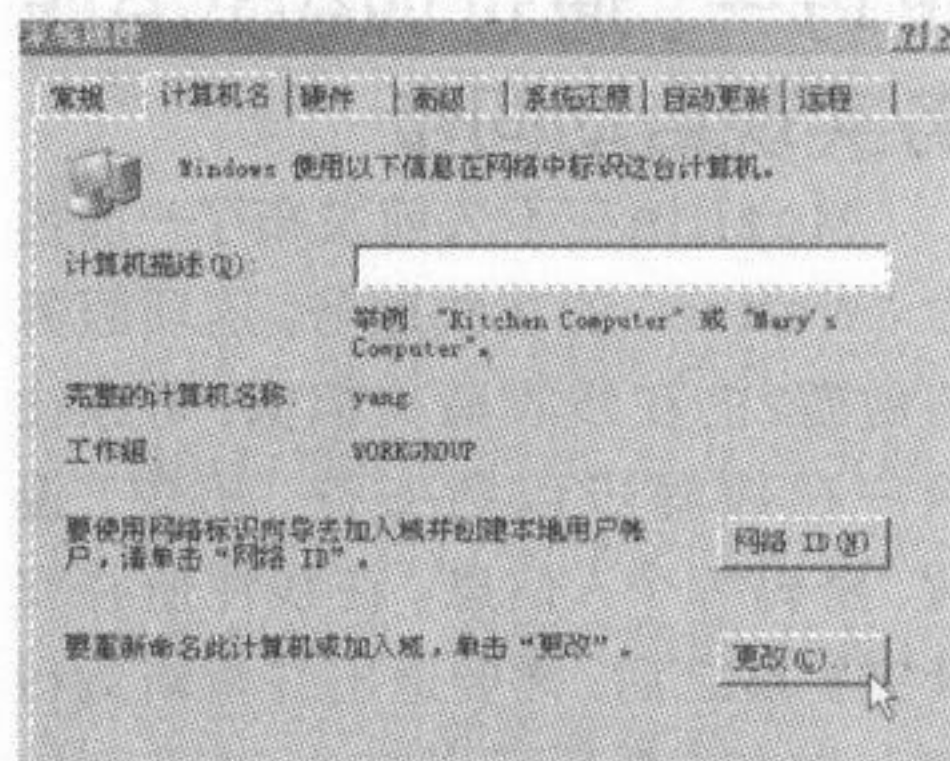 系统属性
?
常规 计算机名 硬件 高级 系统还原 自动更新 远程
Windows 使用以下信息在网络中标识这台计算机。
计算机描述(D):
举例: "Kitchen Computer" 或 "Mary's
Computer"。
完整的计算机名称: yang.
工作组: WORKGROUP
要使用网络标识向导去加入域并创建本地用户帐
户，请单击“网络 ID”。
网络 ID(N)
要重新命名此计算机或加入域，单击“更改”。
更改(C)...